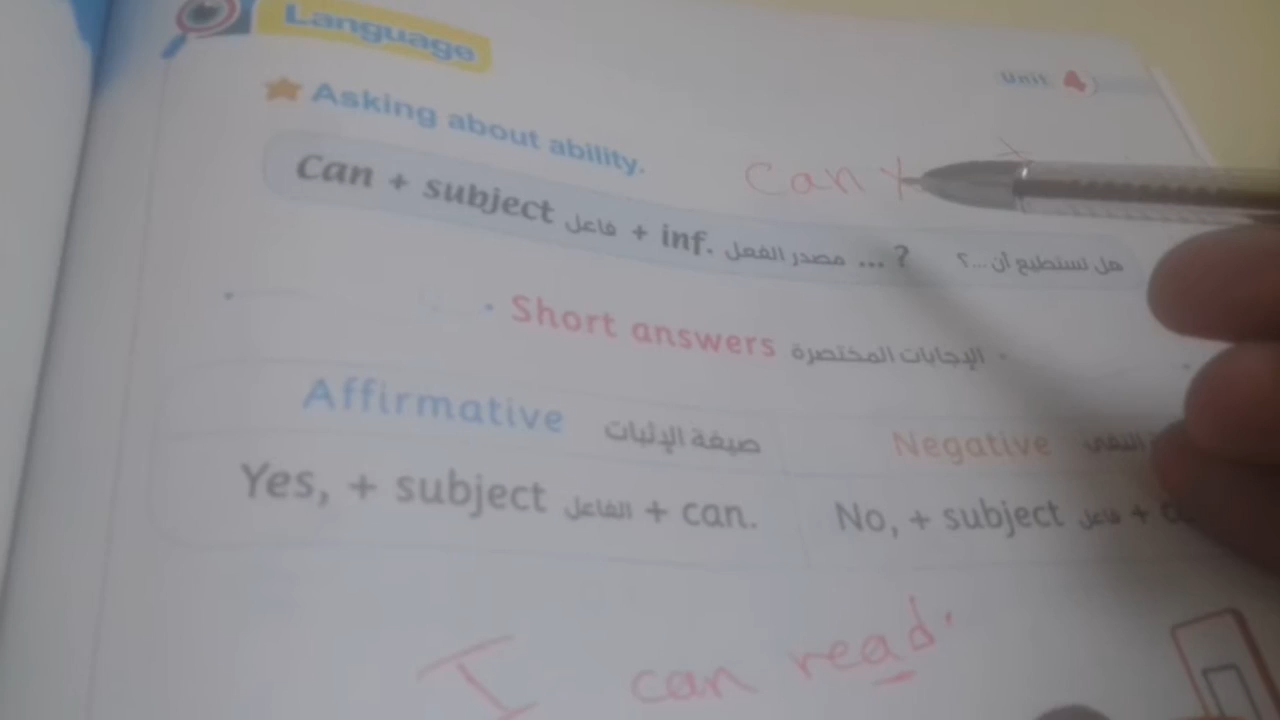 Language
Unit 4
Asking about ability.
can
Can + subject فاعل + inf. مصدر الفعل ... ? هل تستطيع أن ...؟
Short answers الإجابات المختصرة
Affirmative صيغة الإثبات Negative النفي
Yes, + subject الفاعل + can. No, + subject فاعل +
I can read.